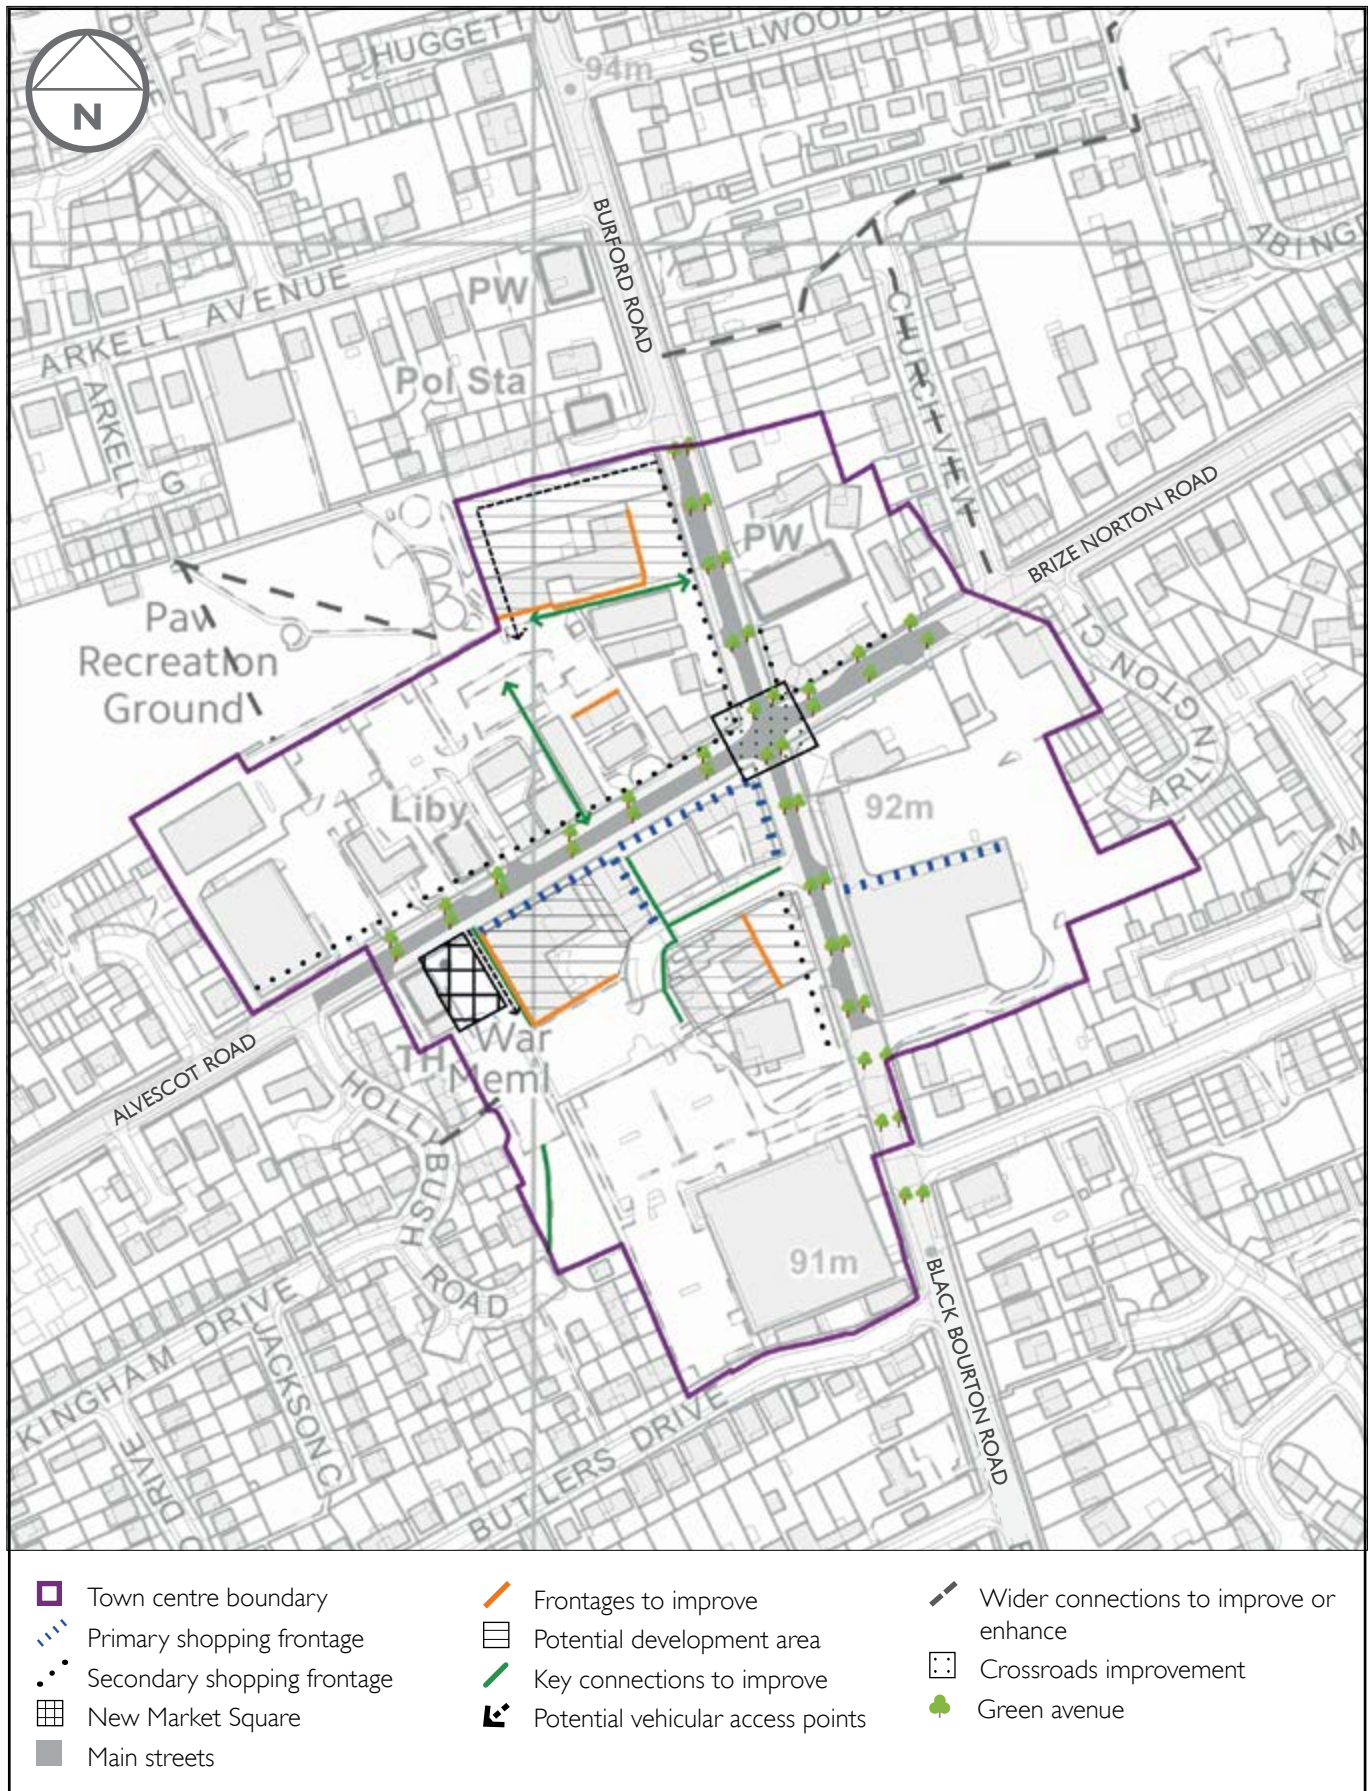 HUGGETT
SELLWOOD
94m
N
BURFORD ROAD
ABING
PW
ARKELL AVENUE
CHURCH VIEW
Pol Sta
ARKELL
G
BRIZE NORTON ROAD
PW
Pav
Recreation
Ground
ARLINGTON CL
Liby
92m
LATIM
War
Meml
TH
ALVESCOT ROAD
HOLLYBUSH ROAD
91m
BLACK BOURTON ROAD
KINGHAM DRIVE
JACKSON C
DRIVE
BUTLERS DRIVE
Town centre boundary
Primary shopping frontage
Secondary shopping frontage
New Market Square
Main streets
Frontages to improve
Potential development area
Key connections to improve
Potential vehicular access points
Wider connections to improve or
enhance
Crossroads improvement
Green avenue